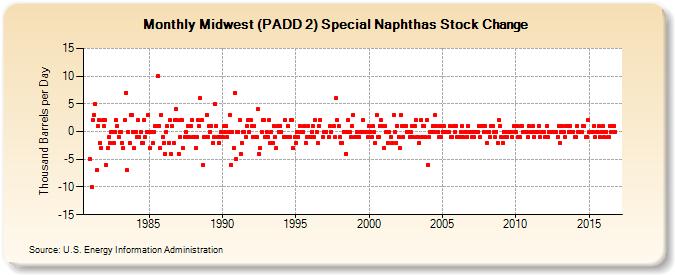 Monthly Midwest (PADD 2) Special Naphthas Stock Change
Thousand Barrels per Day
15
10
5
0
-5
-10
-15
1985 1990 1995 2000 2005 2010 2015
Source: U.S. Energy Information Administration